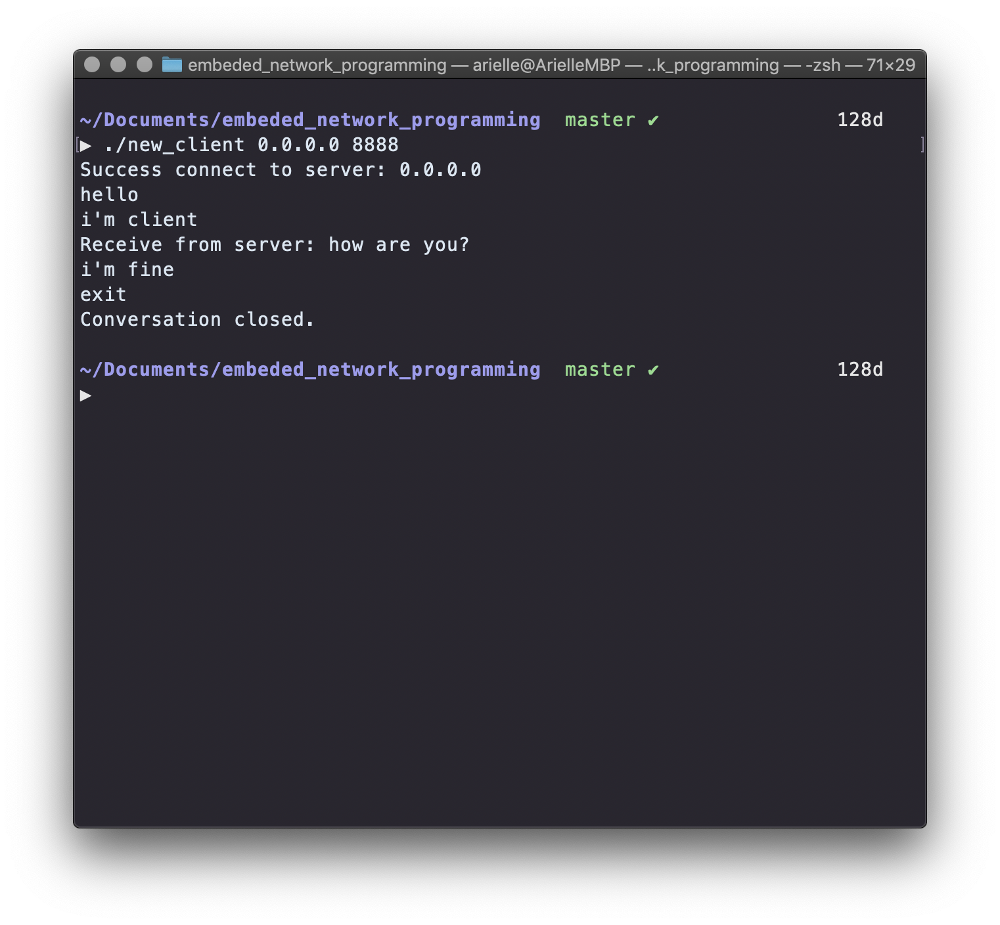 embeded_network_programming — arielle@ArielleMBP — ..k_programming — -zsh — 71×29
~/Documents/embeded_network_programming master ✔ 128d
▶ ./new_client 0.0.0.0 8888
Success connect to server: 0.0.0.0
hello
i'm client
Receive from server: how are you?
i'm fine
exit
Conversation closed.
~/Documents/embeded_network_programming master ✔ 128d
▶